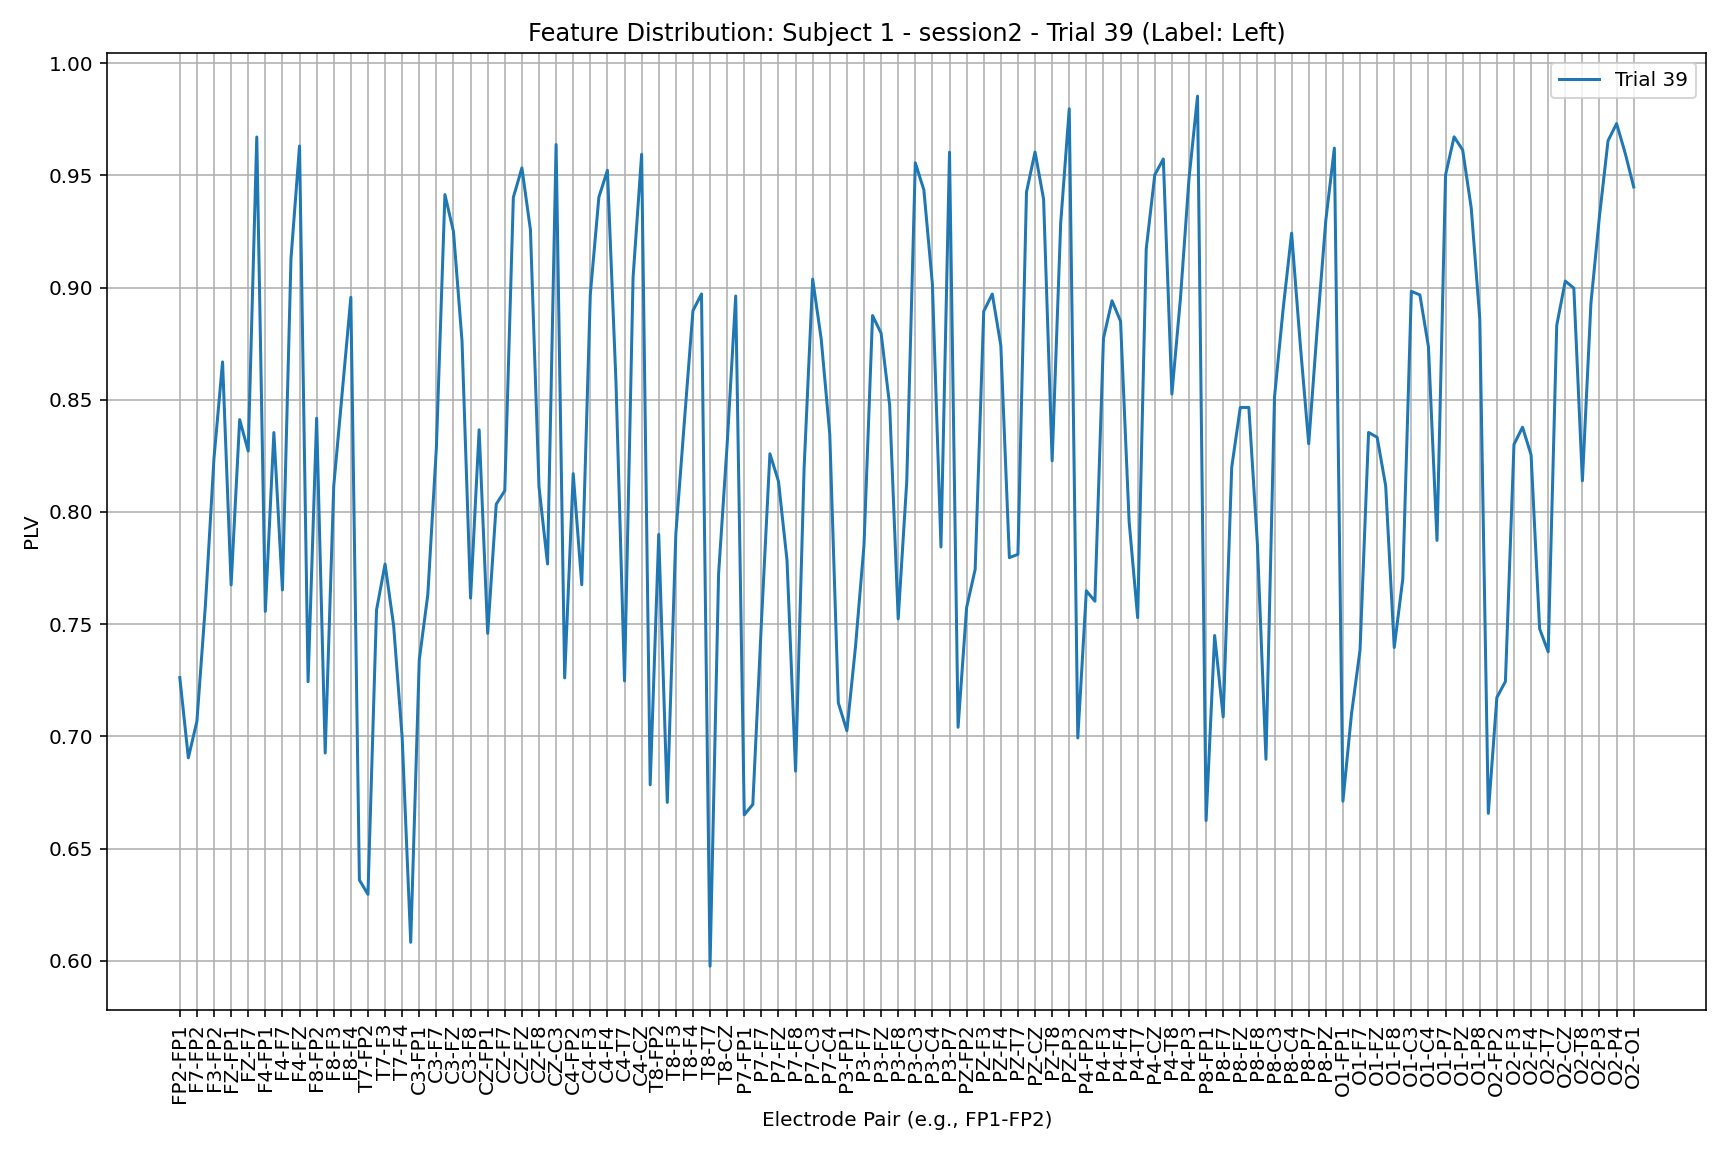 Feature Distribution: Subject 1 - session2 - Trial 39 (Label: Left)
Trial 39
1.00
0.95
0.90
0.85
0.80
0.75
0.70
0.65
0.60
PLV
FP2-FP1
F7-FP2
F3-FP2
FZ-FP1
FZ-F7
F4-FP1
F4-F7
F4-FZ
F8-FP2
F8-F3
F8-F4
T7-FP2
T7-F3
T7-F4
C3-FP1
C3-F7
C3-FZ
C3-F8
CZ-FP1
CZ-F7
CZ-FZ
CZ-F8
CZ-C3
C4-FP2
C4-F3
C4-F4
C4-T7
C4-CZ
T8-FP2
T8-F3
T8-F4
T8-T7
T8-CZ
P7-FP1
P7-F7
P7-FZ
P7-F8
P7-C3
P7-C4
P3-FP1
P3-F7
P3-FZ
P3-F8
P3-C3
P3-C4
P3-P7
PZ-FP2
PZ-F3
PZ-F4
PZ-T7
PZ-CZ
PZ-T8
PZ-P3
P4-FP2
P4-F3
P4-F4
P4-T7
P4-CZ
P4-T8
P4-P3
P8-FP1
P8-F7
P8-FZ
P8-F8
P8-C3
P8-C4
P8-P7
P8-PZ
O1-FP1
O1-F7
O1-FZ
O1-F8
O1-C3
O1-C4
O1-P7
O1-PZ
O1-P8
O2-FP2
O2-F3
O2-F4
O2-T7
O2-CZ
O2-T8
O2-P3
O2-P4
O2-O1
Electrode Pair (e.g., FP1-FP2)